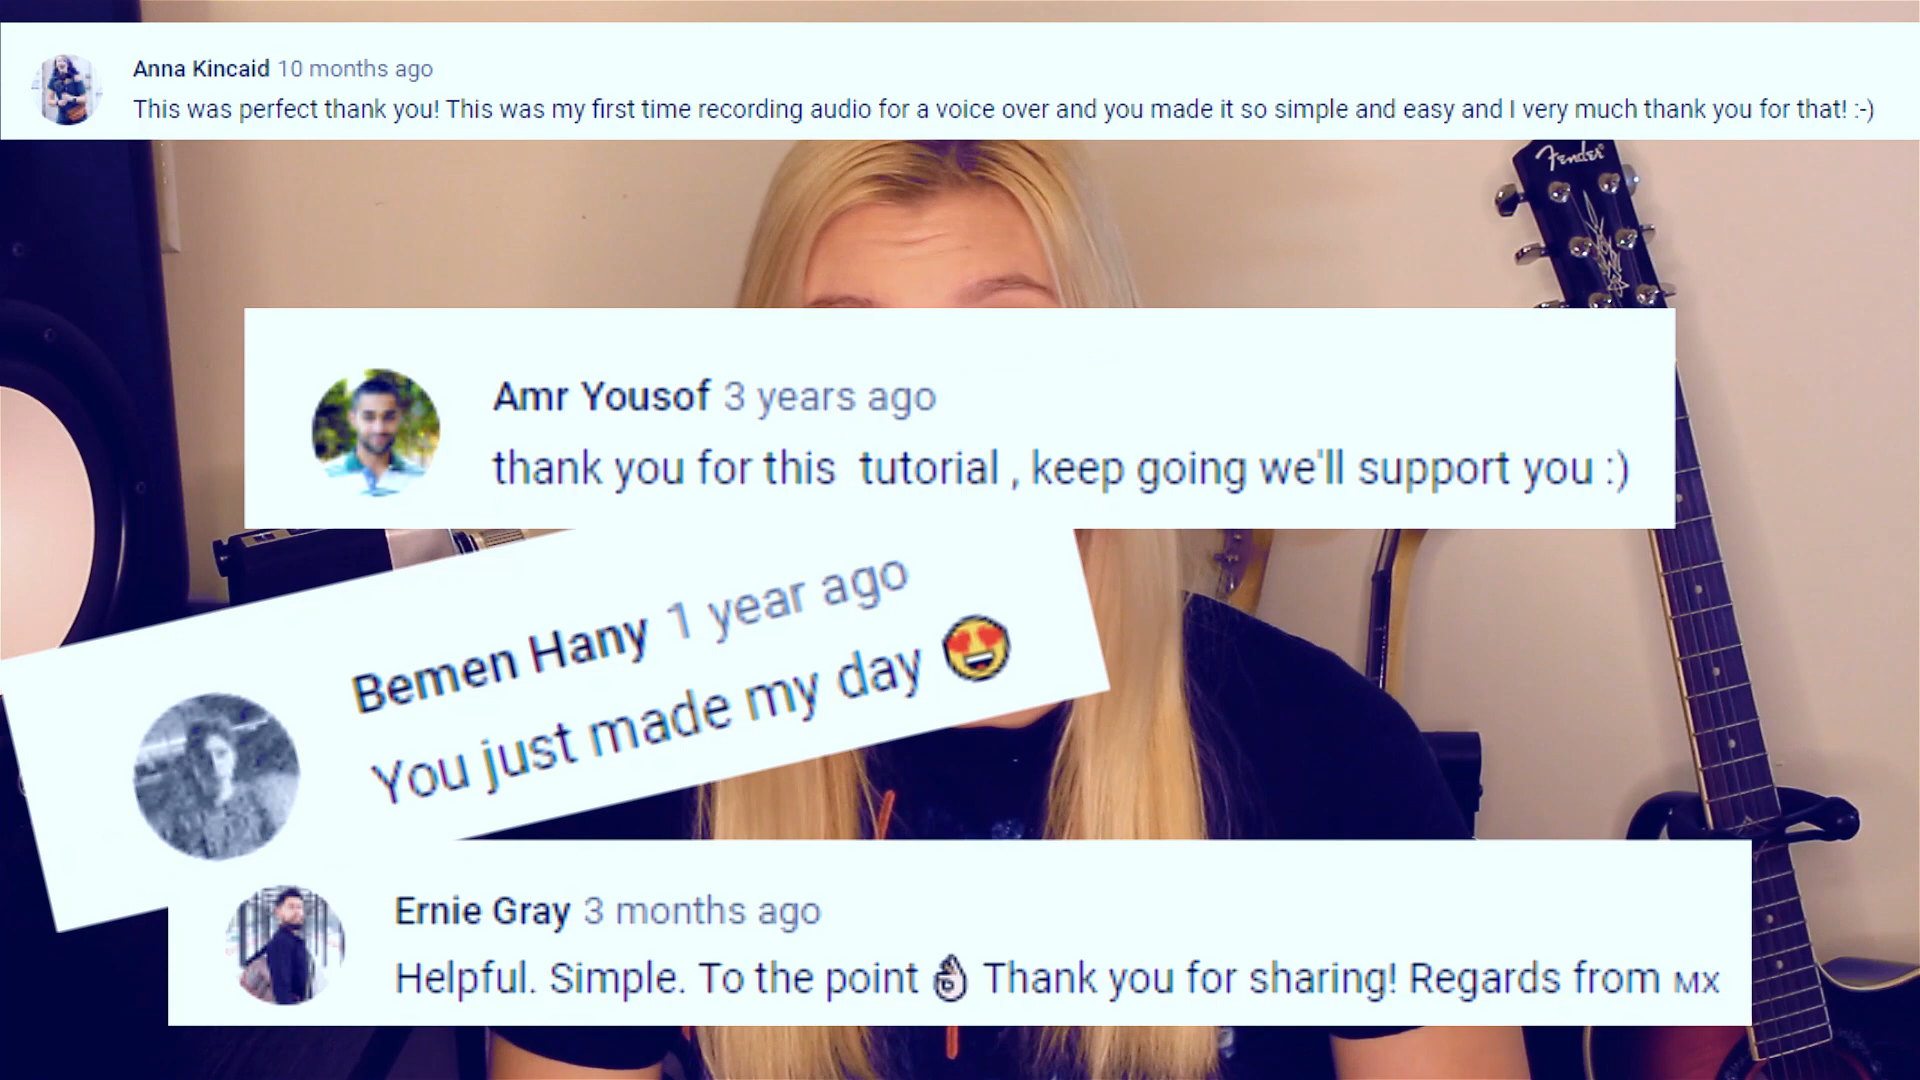 Anna Kincaid 10 months ago
This was perfect thank you! This was my first time recording audio for a voice over and you made it so simple and easy and I very much thank you for that! :-)
Fender
Amr Yousof 3 years ago
thank you for this  tutorial , keep going we'll support you :)
Bemen Hany 1 year ago
You just made my day 😍
Ernie Gray 3 months ago
Helpful. Simple. To the point 👌 Thank you for sharing! Regards from MX